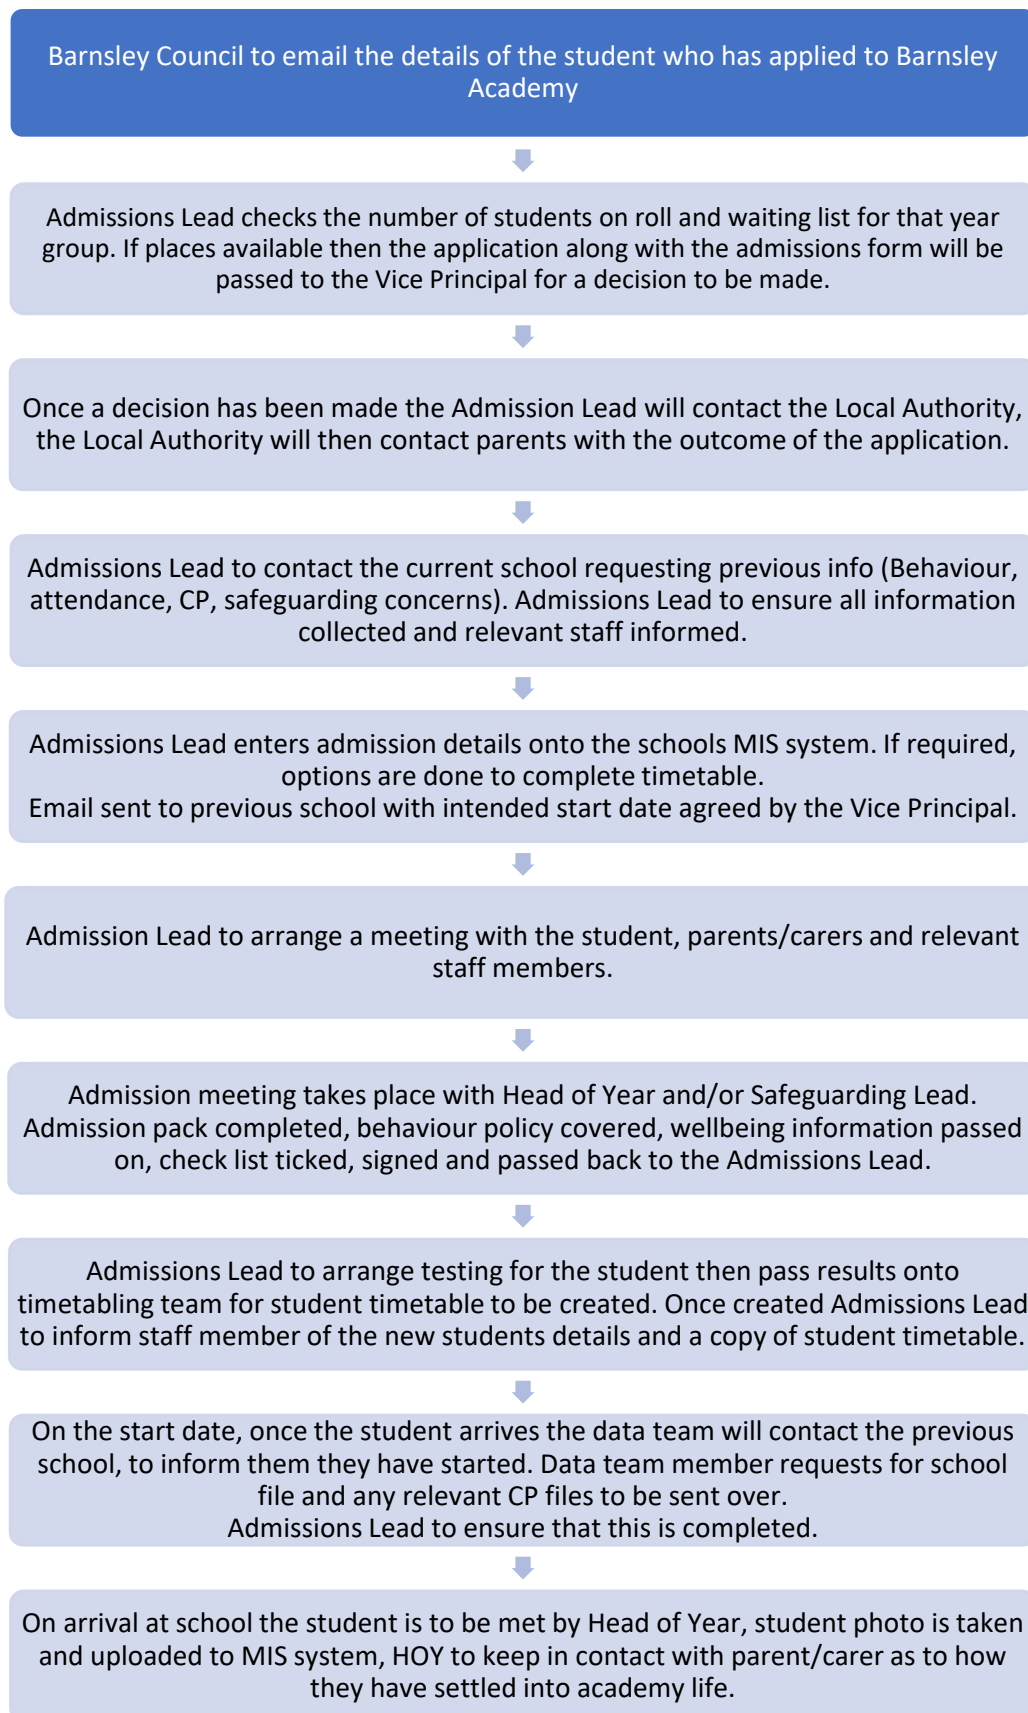 Barnsley Council to email the details of the student who has applied to Barnsley
Academy
Admissions Lead checks the number of students on roll and waiting list for that year
group. If places available then the application along with the admissions form will be
passed to the Vice Principal for a decision to be made.
Once a decision has been made the Admission Lead will contact the Local Authority,
the Local Authority will then contact parents with the outcome of the application.
Admissions Lead to contact the current school requesting previous info (Behaviour,
attendance, CP, safeguarding concerns). Admissions Lead to ensure all information
collected and relevant staff informed.
Admissions Lead enters admission details onto the schools MIS system. If required,
options are done to complete timetable.
Email sent to previous school with intended start date agreed by the Vice Principal.
Admission Lead to arrange a meeting with the student, parents/carers and relevant
staff members.
Admission meeting takes place with Head of Year and/or Safeguarding Lead.
Admission pack completed, behaviour policy covered, wellbeing information passed
on, check list ticked, signed and passed back to the Admissions Lead.
Admissions Lead to arrange testing for the student then pass results onto
timetabling team for student timetable to be created. Once created Admissions Lead
to inform staff member of the new students details and a copy of student timetable.
On the start date, once the student arrives the data team will contact the previous
school, to inform them they have started. Data team member requests for school
file and any relevant CP files to be sent over.
Admissions Lead to ensure that this is completed.
On arrival at school the student is to be met by Head of Year, student photo is taken
and uploaded to MIS system, HOY to keep in contact with parent/carer as to how
they have settled into academy life.